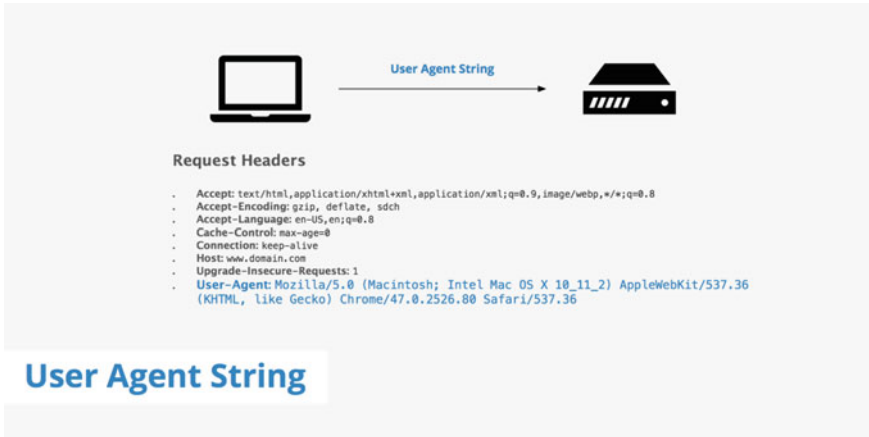 User Agent String
Request Headers
. Accept: text/html,application/xhtml+xml,application/xml;q=0.9,image/webp,*/*;q=0.8
. Accept-Encoding: gzip, deflate, sdch
. Accept-Language: en-US,en;q=0.8
. Cache-Control: max-age=0
. Connection: keep-alive
. Host: www.domain.com
. Upgrade-Insecure-Requests: 1
. User-Agent: Mozilla/5.0 (Macintosh; Intel Mac OS X 10_11_2) AppleWebKit/537.36
(KHTML, like Gecko) Chrome/47.0.2526.80 Safari/537.36
User Agent String